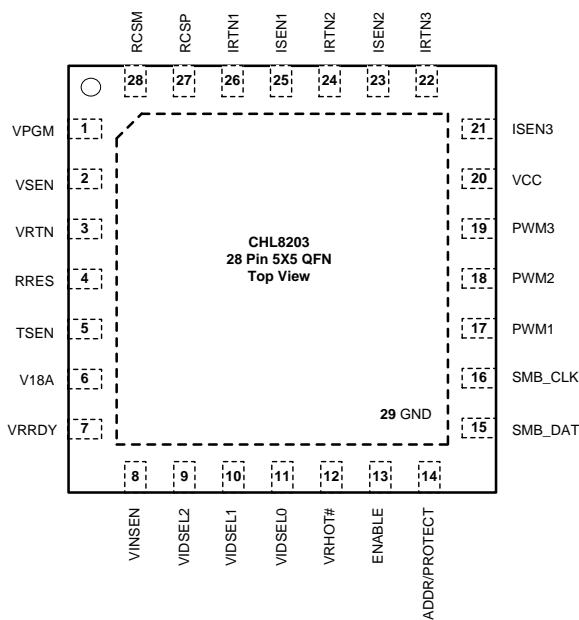 RCSM
RCSP
IRTN1
ISEN1
IRTN2
ISEN2
IRTN3
28
27
26
25
24
23
22
VPGM
1
VSEN
2
VRTN
3
RRES
4
TSEN
5
V18A
6
VRRDY
7
CHL8203
28 Pin 5X5 QFN
Top View
29 GND
21
ISEN3
20
VCC
19
PWM3
18
PWM2
17
PWM1
16
SMB_CLK
15
SMB_DAT
8
9
10
11
12
13
14
VINSEN
VIDSEL2
VIDSEL1
VIDSEL0
VRHOT#
ENABLE
ADDR/PROTECT